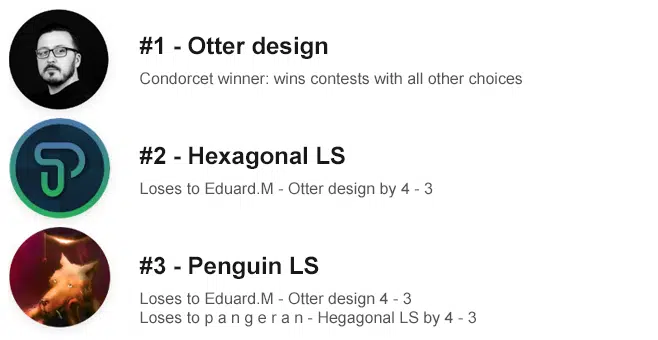 #1 - Otter design
Condorcet winner: wins contests with all other choices
#2 - Hexagonal LS
Loses to Eduard.M - Otter design by 4 - 3
#3 - Penguin LS
Loses to Eduard.M - Otter design 4 - 3
Loses to p a n g e r a n - Hegagonal LS by 4 - 3